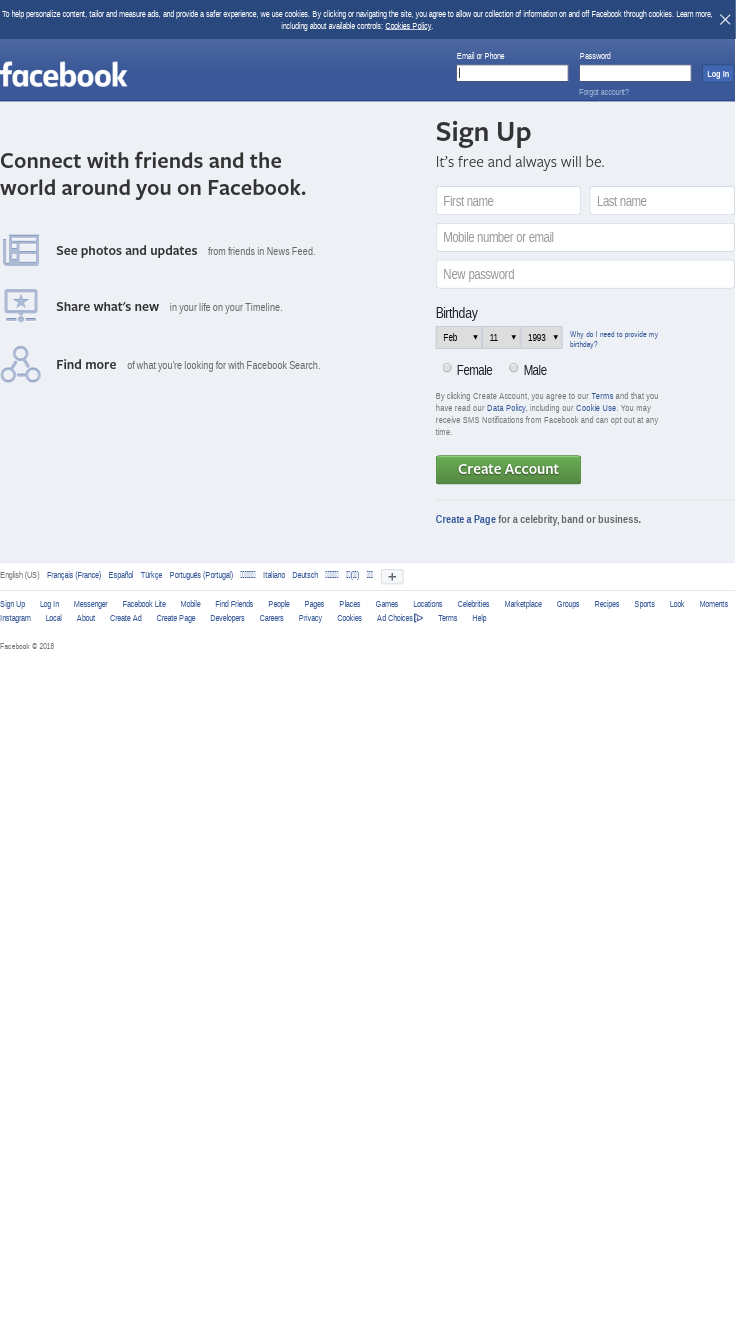 To help personalize content, tailor and measure ads, and provide a safer experience, we use cookies. By clicking or navigating the site, you agree to allow our collection of information on and off Facebook through cookies. Learn more,
including about available controls: Cookies Policy.
facebook
Email or Phone
Password
Log In
Forgot account?
Connect with friends and the
world around you on Facebook.
See photos and updates from friends in News Feed.
Share what's new in your life on your Timeline.
Find more of what you're looking for with Facebook Search.
Sign Up
It's free and always will be.
First name
Last name
Mobile number or email
New password
Birthday
Feb 11 1993
Why do I need to provide my
birthday?
Female Male
By clicking Create Account, you agree to our Terms and that you
have read our Data Policy, including our Cookie Use. You may
receive SMS Notifications from Facebook and can opt out at any
time.
Create Account
Create a Page for a celebrity, band or business.
English (US) Français (France) Español Türkçe Português (Portugal) Italiano Deutsch
Sign Up Log In Messenger Facebook Lite Mobile Find Friends People Pages Places Games Locations Celebrities Marketplace Groups Recipes Sports Look Moments
Instagram Local About Create Ad Create Page Developers Careers Privacy Cookies Ad Choices Terms Help
Facebook © 2018